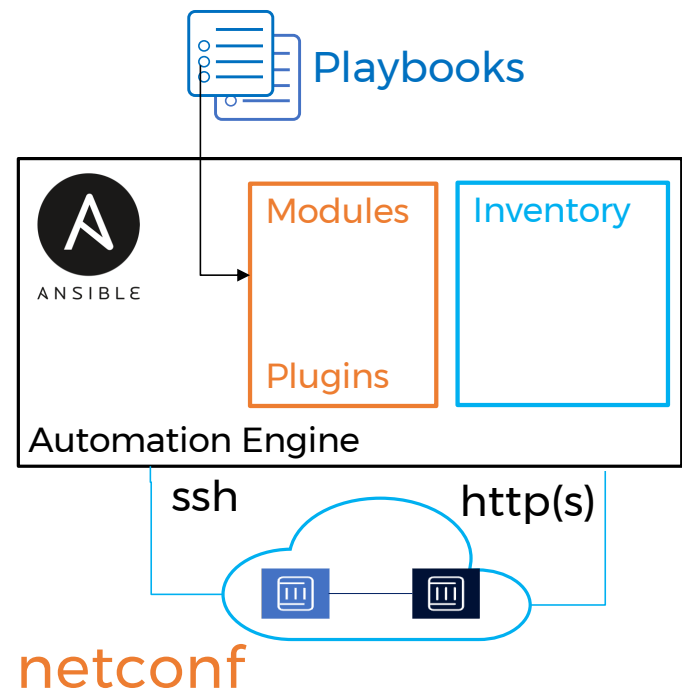 Playbooks
Modules
Inventory
ANSIBLE
Plugins
Automation Engine
ssh
http(s)
netconf